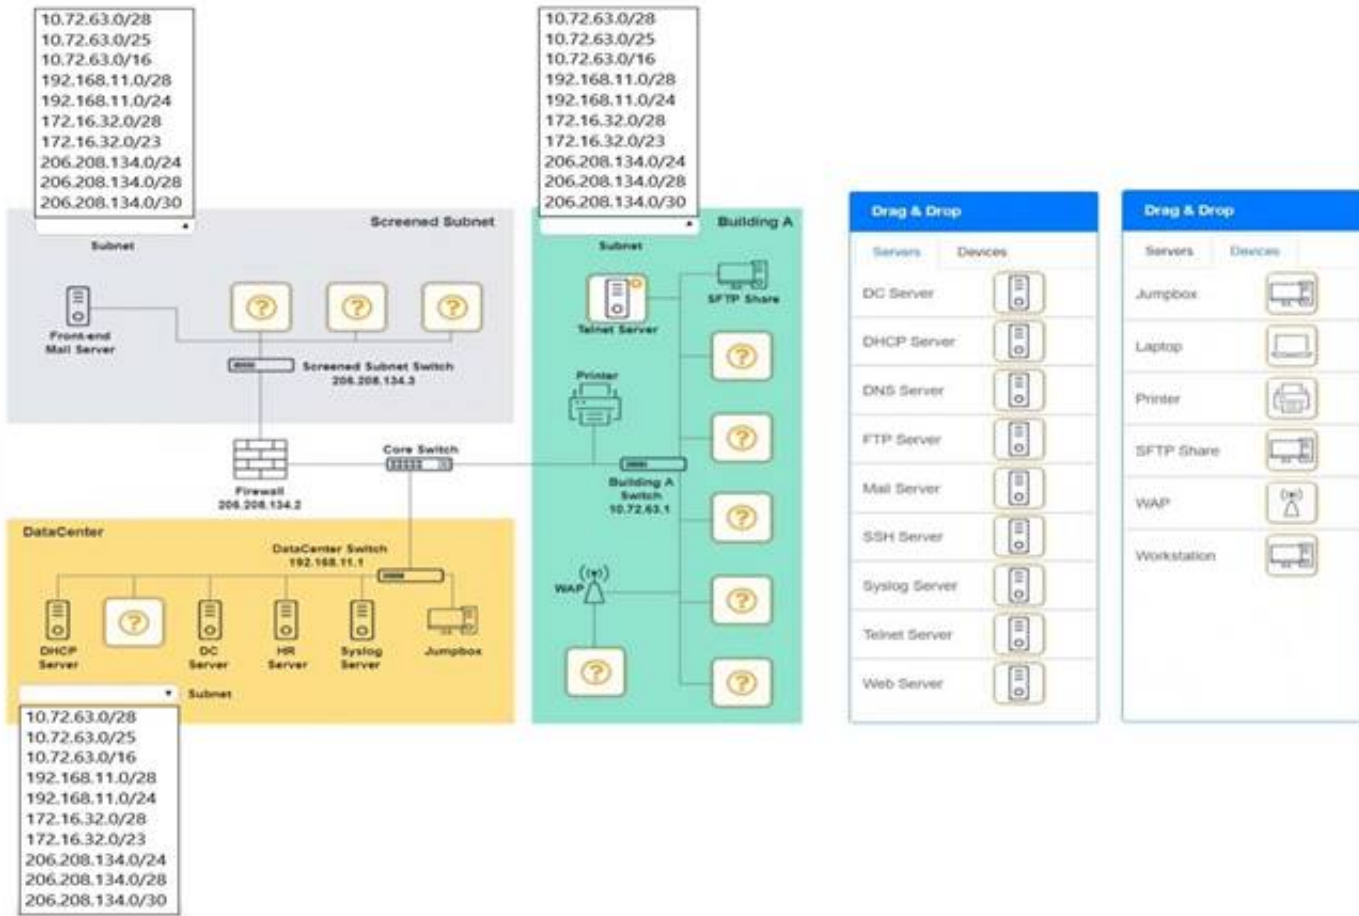 10.72.63.0/28
10.72.63.0/25
10.72.63.0/16
192.168.11.0/28
192.168.11.0/24
172.16.32.0/28
172.16.32.0/23
206.208.134.0/24
206.208.134.0/28
206.208.134.0/30
Subnet
Screened Subnet
Front-end
Mail Server
?
?
?
Screened Subnet Switch
206.208.134.3
Firewall
206.208.134.2
Core Switch
10.72.63.0/28
10.72.63.0/25
10.72.63.0/16
192.168.11.0/28
192.168.11.0/24
172.16.32.0/28
172.16.32.0/23
206.208.134.0/24
206.208.134.0/28
206.208.134.0/30
Building A
Subnet
Telnet Server
SFTP Share
?
Printer
?
Building A
Switch
10.72.63.1
?
WAP
?
?
?
DataCenter
DataCenter Switch
192.168.11.1
DHCP
Server
?
DC
Server
HR
Server
Syslog
Server
Jumpbox
Subnet
10.72.63.0/28
10.72.63.0/25
10.72.63.0/16
192.168.11.0/28
192.168.11.0/24
172.16.32.0/28
172.16.32.0/23
206.208.134.0/24
206.208.134.0/28
206.208.134.0/30
Drag & Drop
Servers Devices
DC Server
DHCP Server
DNS Server
FTP Server
Mail Server
SSH Server
Syslog Server
Telnet Server
Web Server
Drag & Drop
Servers Devices
Jumpbox
Laptop
Printer
SFTP Share
WAP
Workstation